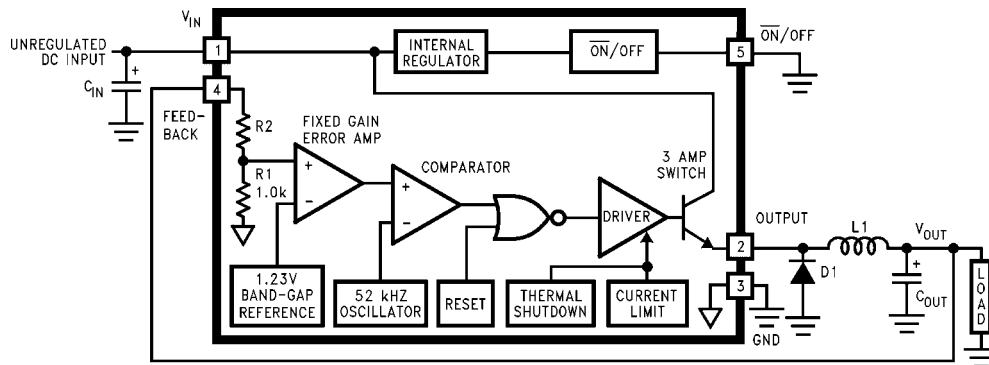 V_IN
UNREGULATED
DC INPUT
1
INTERNAL
REGULATOR
O̅N̅/OFF
5
O̅N̅/OFF
+
C_IN
4
FEED-
BACK
R2
FIXED GAIN
ERROR AMP
R1
1.0k
+
−
COMPARATOR
+
−
3 AMP
SWITCH
DRIVER
OUTPUT
2
L1
V_OUT
D1
+
C_OUT
LOAD
3
GND
1.23V
BAND-GAP
REFERENCE
52 kHZ
OSCILLATOR
RESET
THERMAL
SHUTDOWN
CURRENT
LIMIT